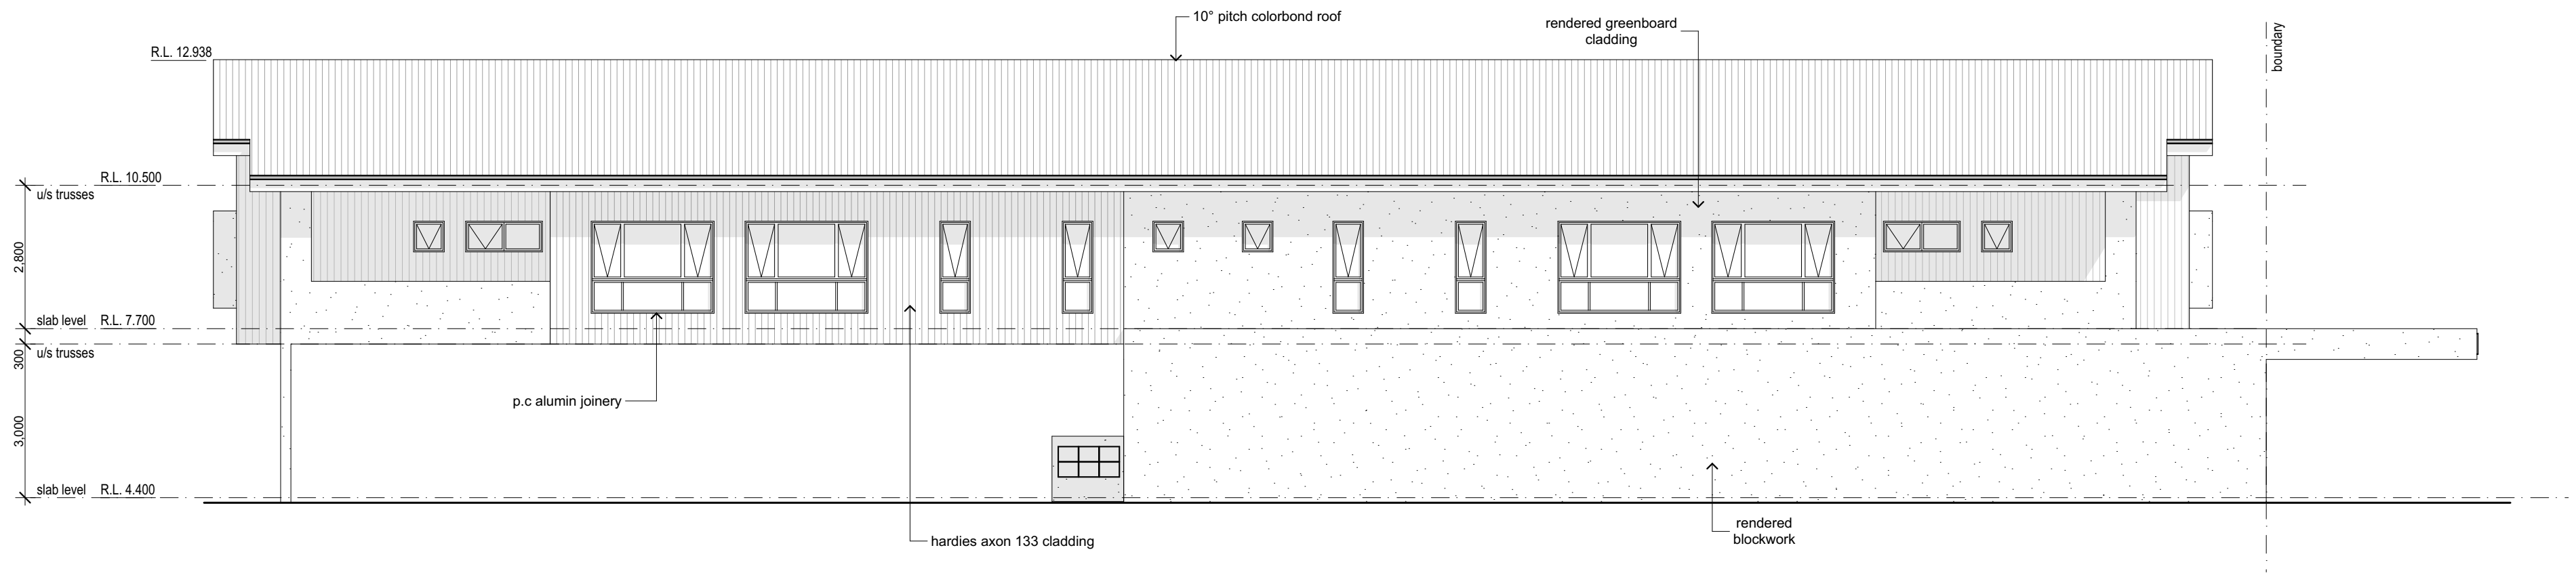 10° pitch colorbond roof
rendered greenboard
cladding
boundary
R.L. 12.938
R.L. 10.500
u/s trusses
2,800
slab level R.L. 7.700
u/s trusses
300
p.c alumin joinery
3,000
slab level R.L. 4.400
hardies axon 133 cladding
rendered
blockwork